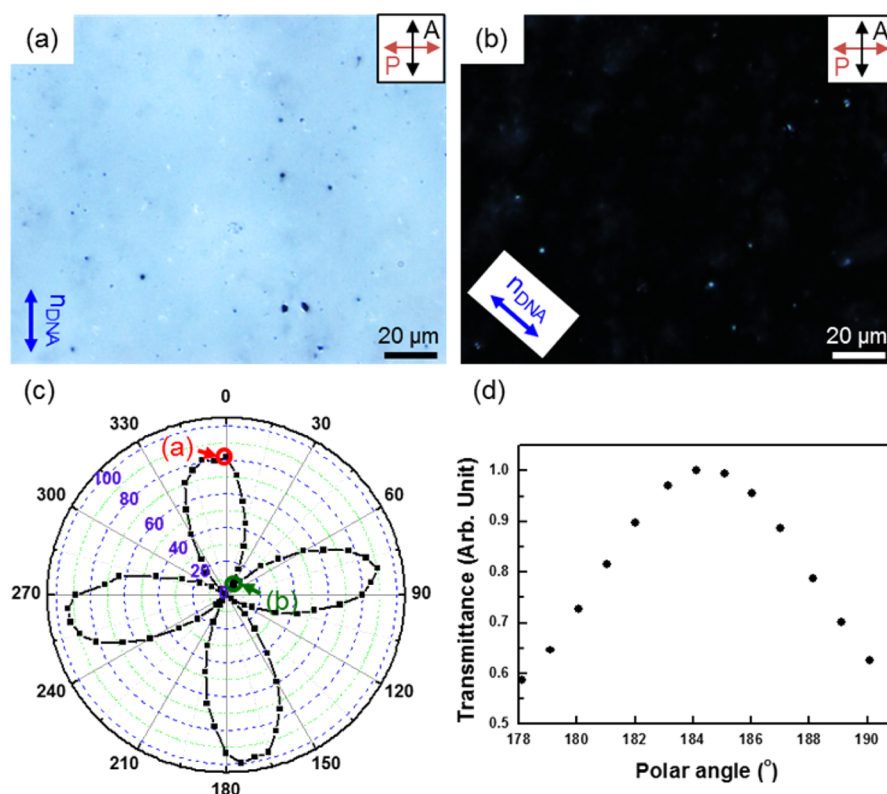 (a)
A
P
n_DNA
20 µm
(b)
A
P
n_DNA
20 µm
(c)
0
330
30
300
60
270
90
240
120
210
150
180
100
80
60
40
20
0
(a)
(b)
(d)
Transmittance (Arb. Unit)
1.0
0.9
0.8
0.7
0.6
0.5
178 180 182 184 186 188 190
Polar angle (°)